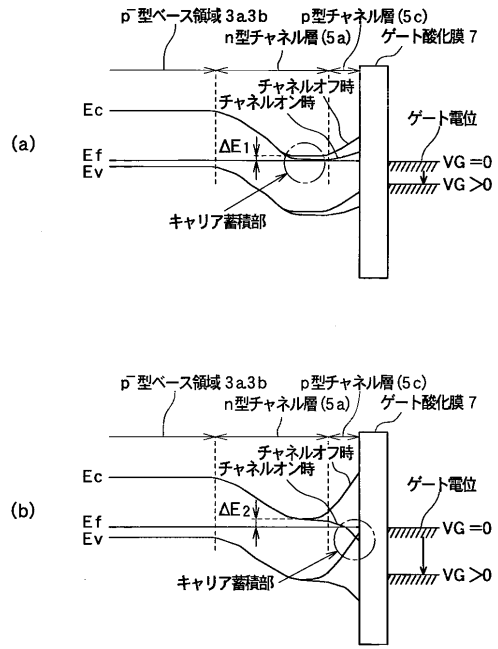 p⁻型ベース領域3a.3b p型チャネル層(5c)
n型チャネル層(5a) ゲート酸化膜7
チャネルオフ時
チャネルオン時
(a)
Ec
ΔE1
ゲート電位
Ef
Ev
VG=0
VG>0
キャリア蓄積部
p⁻型ベース領域3a.3b p型チャネル層(5c)
n型チャネル層(5a) ゲート酸化膜7
チャネルオフ時
チャネルオン時
Ec
ゲート電位
(b)
ΔE2
Ef
Ev
VG=0
キャリア蓄積部
VG>0